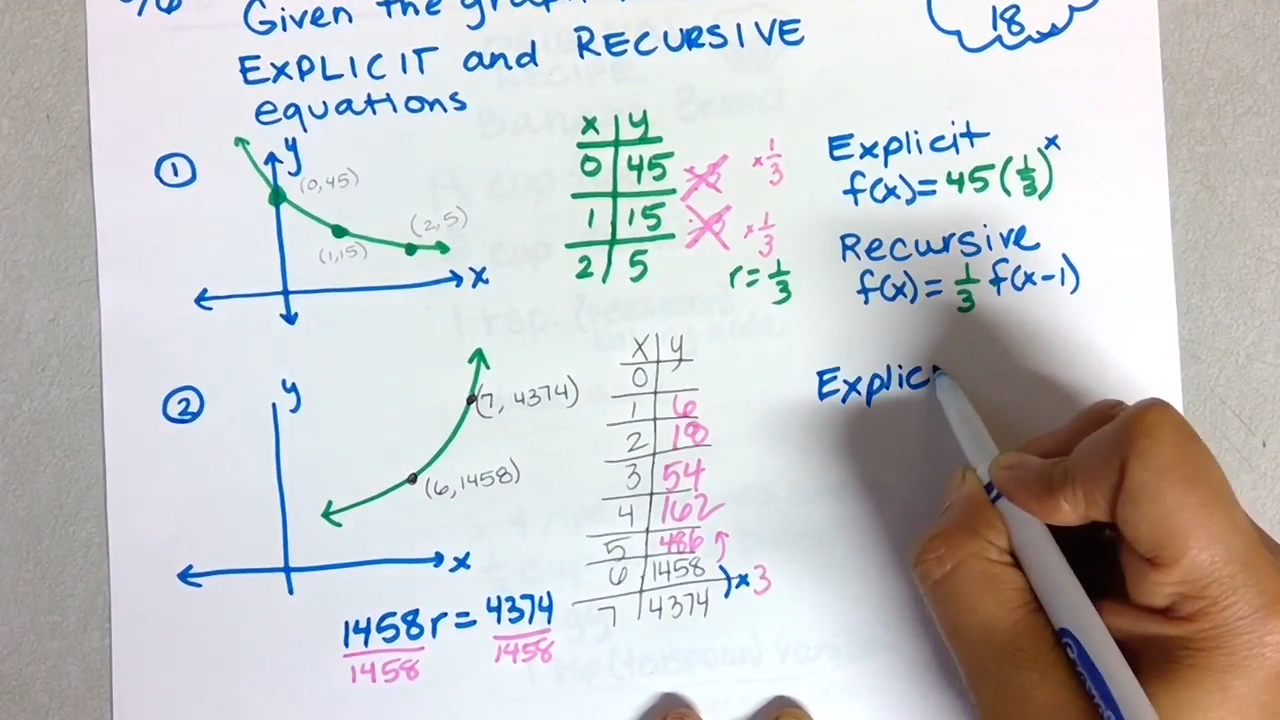 Given the graph
EXPLICIT and RECURSIVE
equations
18
①
y
x
(0,45)
(1,15)
(2,5)
x | y
0 | 45
1 | 15
2 | 5
×1/3
×1/3
r=1/3
Explicit
f(x)=45(1/3)^x
Recursive
f(x)=1/3 f(x-1)
②
y
x
(7, 4374)
(6, 1458)
1458r = 4374
1458 1458
x | y
0
1 | 6
2 | 18
3 | 54
4 | 162
5 | 486
6 | 1458
7 | 4374
×3
Explic